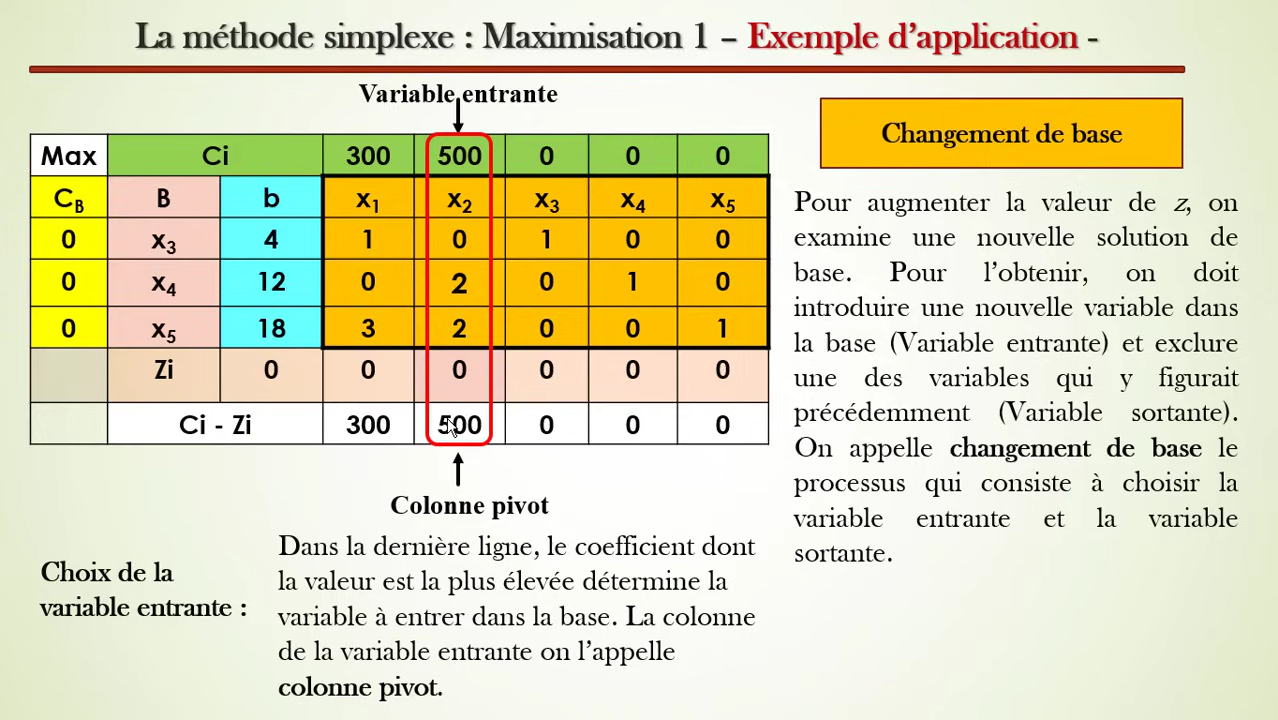 La méthode simplexe : Maximisation 1 – Exemple d’application -
Variable entrante
Max Ci 300 500 0 0 0
CB B b x1 x2 x3 x4 x5
0 x3 4 1 0 1 0 0
0 x4 12 0 2 0 1 0
0 x5 18 3 2 0 0 1
Zi 0 0 0 0 0 0
Ci - Zi 300 500 0 0 0
Colonne pivot
Choix de la
variable entrante :
Dans la dernière ligne, le coefficient dont
la valeur est la plus élevée détermine la
variable à entrer dans la base. La colonne
de la variable entrante on l’appelle
colonne pivot.
Changement de base
Pour augmenter la valeur de z, on
examine une nouvelle solution de
base. Pour l’obtenir, on doit
introduire une nouvelle variable dans
la base (Variable entrante) et exclure
une des variables qui y figurait
précédemment (Variable sortante).
On appelle changement de base le
processus qui consiste à choisir la
variable entrante et la variable
sortante.